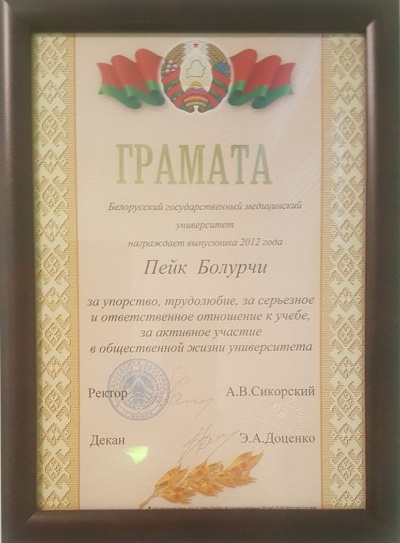 ГРАМАТА
Белорусский государственный медицинский
университет
награждает выпускника 2012 года
Пейк Болурчи
за упорство, трудолюбие, за серьезное
и ответственное отношение к учебе,
за активное участие
в общественной жизни университета
Ректор А.В.Сикорский
Декан Э.А.Доценко